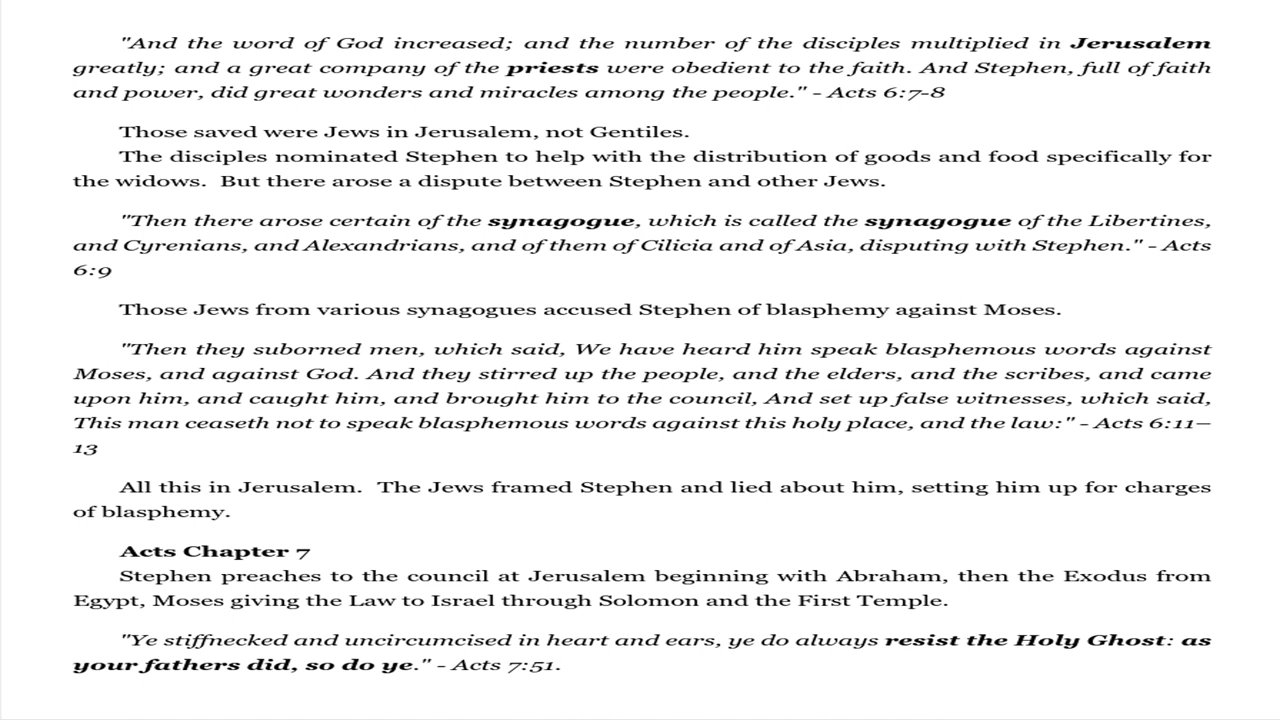 "And the word of God increased; and the number of the disciples multiplied in Jerusalem
greatly; and a great company of the priests were obedient to the faith. And Stephen, full of faith
and power, did great wonders and miracles among the people." - Acts 6:7-8
Those saved were Jews in Jerusalem, not Gentiles.
The disciples nominated Stephen to help with the distribution of goods and food specifically for
the widows.  But there arose a dispute between Stephen and other Jews.
"Then there arose certain of the synagogue, which is called the synagogue of the Libertines,
and Cyrenians, and Alexandrians, and of them of Cilicia and of Asia, disputing with Stephen." - Acts
6:9
Those Jews from various synagogues accused Stephen of blasphemy against Moses.
"Then they suborned men, which said, We have heard him speak blasphemous words against
Moses, and against God. And they stirred up the people, and the elders, and the scribes, and came
upon him, and caught him, and brought him to the council, And set up false witnesses, which said,
This man ceaseth not to speak blasphemous words against this holy place, and the law:" - Acts 6:11–
13
All this in Jerusalem.  The Jews framed Stephen and lied about him, setting him up for charges
of blasphemy.
Acts Chapter 7
Stephen preaches to the council at Jerusalem beginning with Abraham, then the Exodus from
Egypt, Moses giving the Law to Israel through Solomon and the First Temple.
"Ye stiffnecked and uncircumcised in heart and ears, ye do always resist the Holy Ghost: as
your fathers did, so do ye." - Acts 7:51.